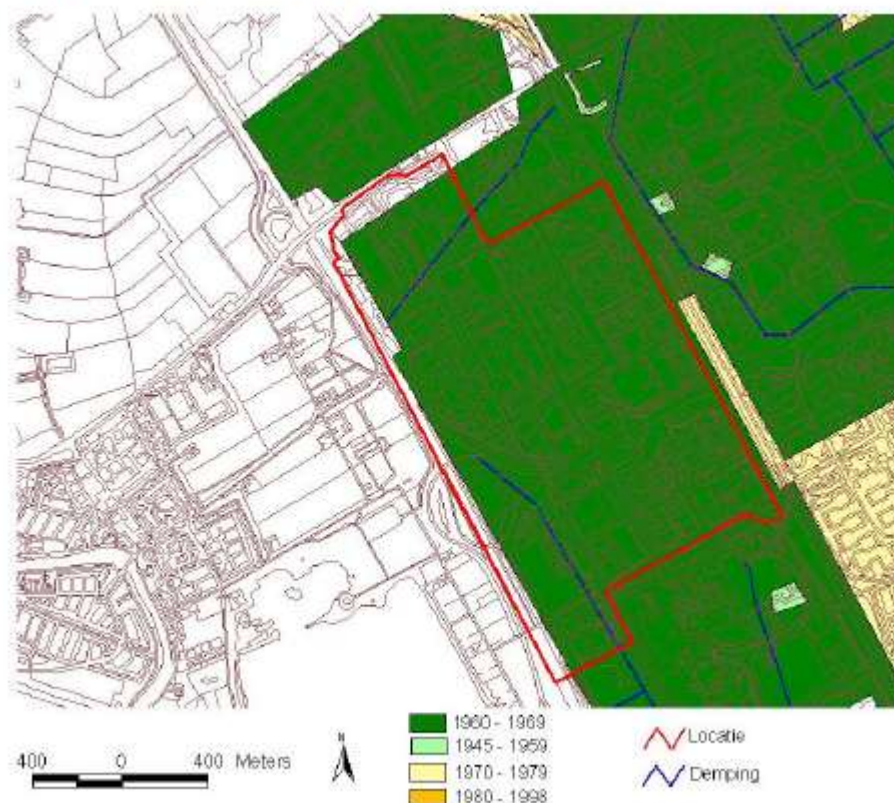 1960 - 1969
1945 - 1959
1970 - 1979
1980 - 1998
Locatie
Demping
N
400 0 400 Meters